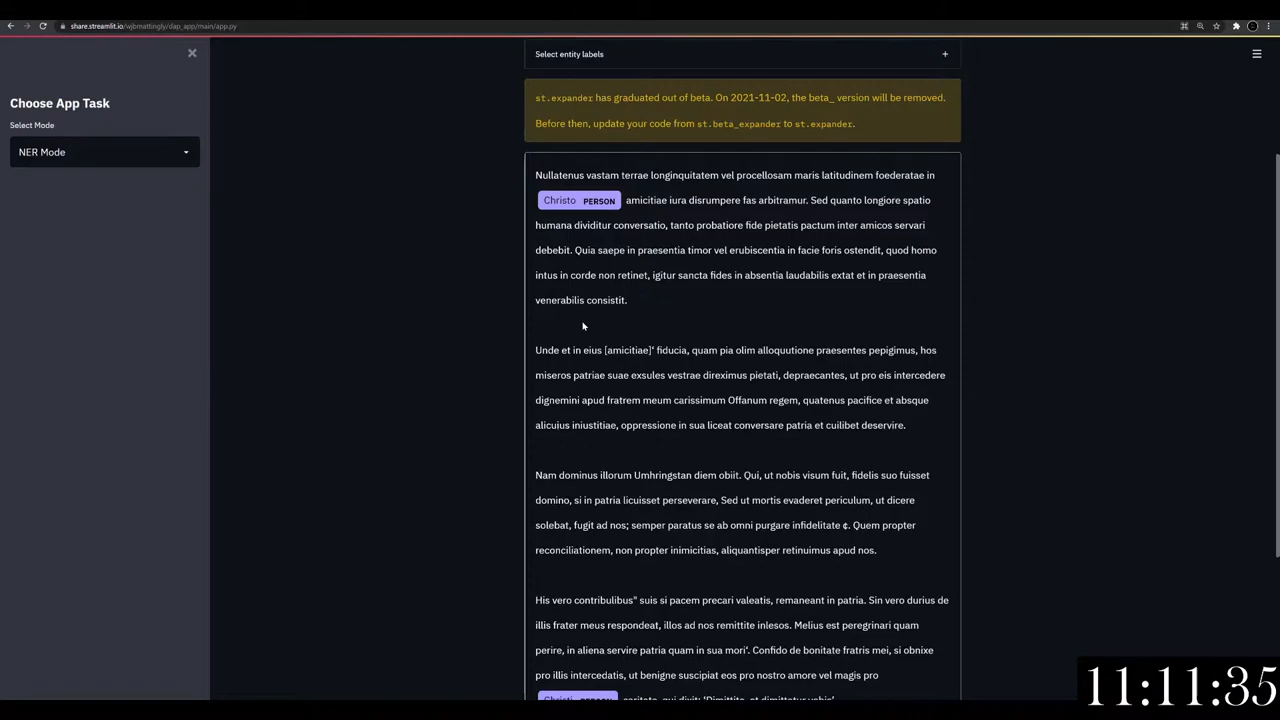 share.streamlit.io/wjbmattingly/dap_app/main/app.py
Choose App Task
Select Mode
NER Mode
Select entity labels
st.expander has graduated out of beta. On 2021-11-02, the beta_ version will be removed.
Before then, update your code from st.beta_expander to st.expander.
Nullatenus vastam terrae longinquitatem vel procellosam maris latitudinem foederatae in
Christo PERSON amicitiae iura disrumpere fas arbitramur. Sed quanto longiore spatio
humana dividitur conversatio, tanto probatiore fide pietatis pactum inter amicos servari
debebit. Quia saepe in praesentia timor vel erubiscentia in facie foris ostendit, quod homo
intus in corde non retinet, igitur sancta fides in absentia laudabilis extat et in praesentia
venerabilis consistit.
Unde et in eius [amicitiae]‘ fiducia, quam pia olim alloqutione praesentes pepigimus, hos
miseros patriae suae exsules vestrae direximus pietati, depraecantes, ut pro eis intercedere
dignemini apud fratrem meum carissimum Offanum regem, quatenus pacifice et absque
alicuius iniustitiae, oppressione in sua liceat conversare patria et cuilibet deservire.
Nam dominus illorum Umhringstan diem obiit. Qui, ut nobis visum fuit, fidelis suo fuisset
domino, si in patria licuisset perseverare, Sed ut mortis evaderet periculum, ut dicere
solebat, fugit ad nos; semper paratus se ab omni purgare infidelitate ¢. Quem propter
reconciliationem, non propter inimicitias, aliquantisper retinuimus apud nos.
His vero contribulibus" suis si pacem precari valeatis, remaneant in patria. Sin vero durius de
illis frater meus respondeat, illos ad nos remittite inlesos. Melius est peregrinari quam
perire, in aliena servire patria quam in sua mori‘. Confido de bonitate fratris mei, si obnixe
pro illis intercedatis, ut benigne suscipiat eos pro nostro amore vel magis pro
Christi PERSON caritate, qui dixit: ‘Dimittite, et dimittetur vobis’.
11:11:35